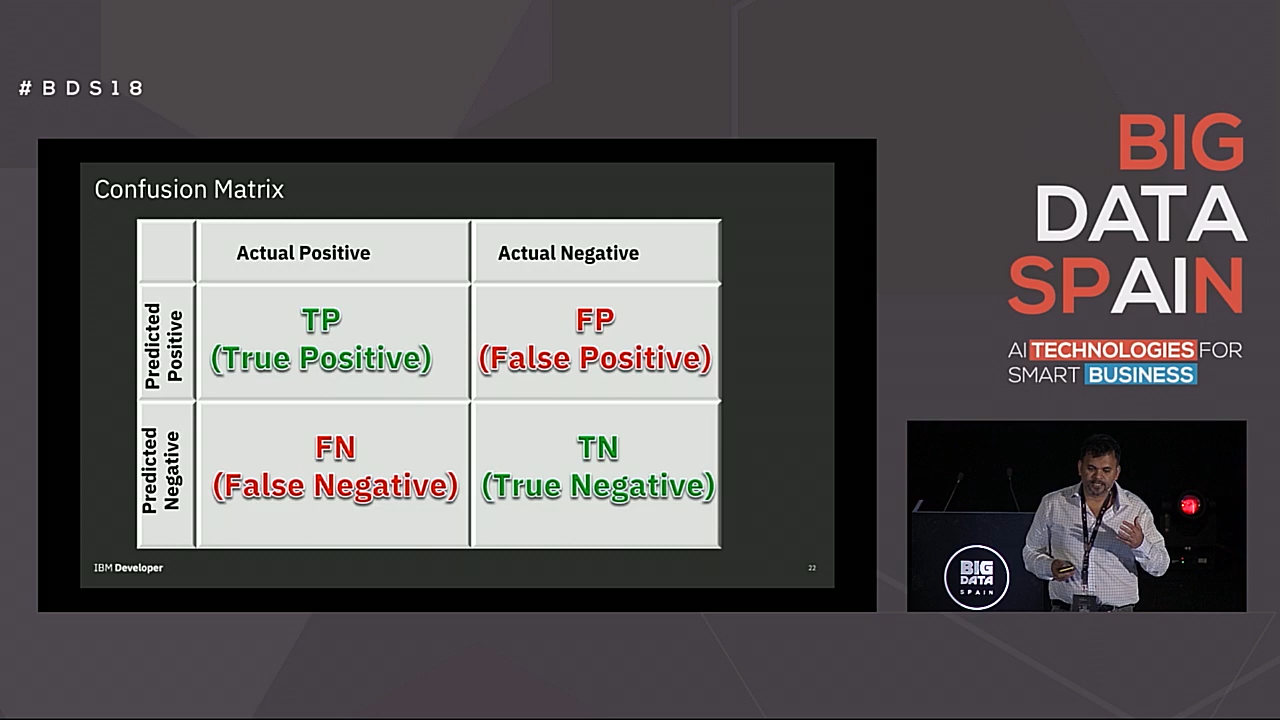 #BDS18
BIG
DATA
SPAIN
AI TECHNOLOGIES FOR
SMART BUSINESS
Confusion Matrix
Actual Positive
Actual Negative
Predicted
Positive
TP
(True Positive)
FP
(False Positive)
Predicted
Negative
FN
(False Negative)
TN
(True Negative)
IBM Developer
22
BIG
DATA
SPAIN